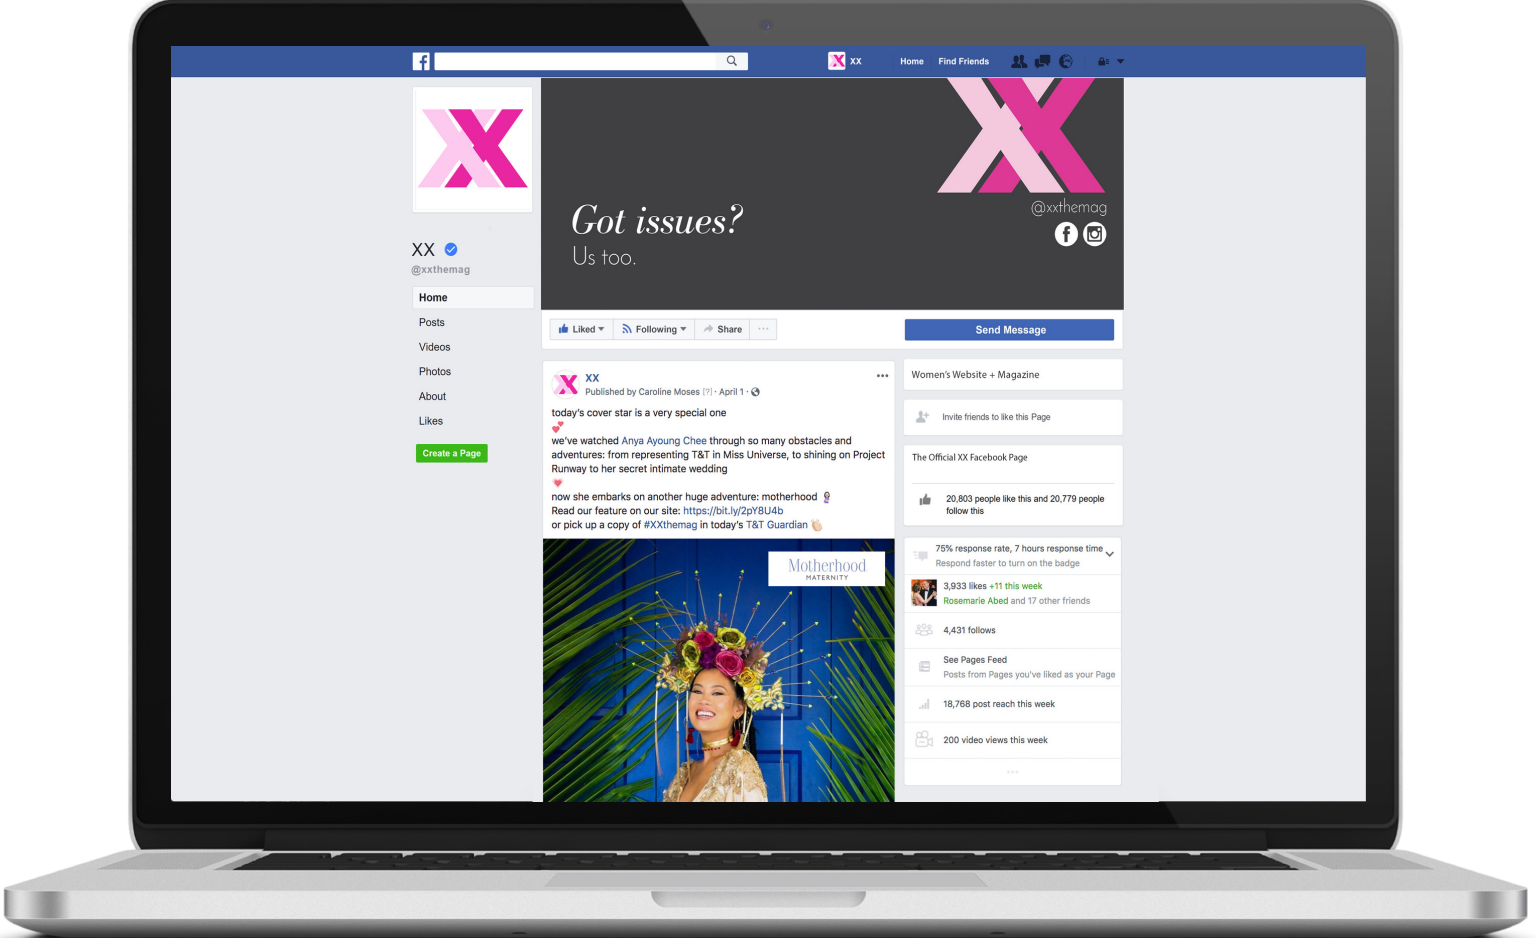 f
XX
Home
Find Friends
XX
@xxthemag
Home
Posts
Videos
Photos
About
Likes
Create a Page
XX
@xxthemag
Got issues?
Us too.
Liked
Following
Share
Send Message
XX
XX
Published by Caroline Moses [?] · April 1 ·
today's cover star is a very special one
we've watched Anya Ayoung Chee through so many obstacles and
adventures: from representing T&T in Miss Universe, to shining on Project
Runway to her secret intimate wedding
now she embarks on another huge adventure: motherhood
Read our feature on our site: https://bit.ly/2pY8U4b
or pick up a copy of #XXthemag in today's T&T Guardian
Motherhood
MATERNITY
Women's Website + Magazine
Invite friends to like this Page
The Official XX Facebook Page
20,803 people like this and 20,779 people
follow this
75% response rate, 7 hours response time
Respond faster to turn on the badge
3,933 likes +11 this week
Rosemarie Abed and 17 other friends
4,431 follows
See Pages Feed
Posts from Pages you've liked as your Page
18,768 post reach this week
200 video views this week